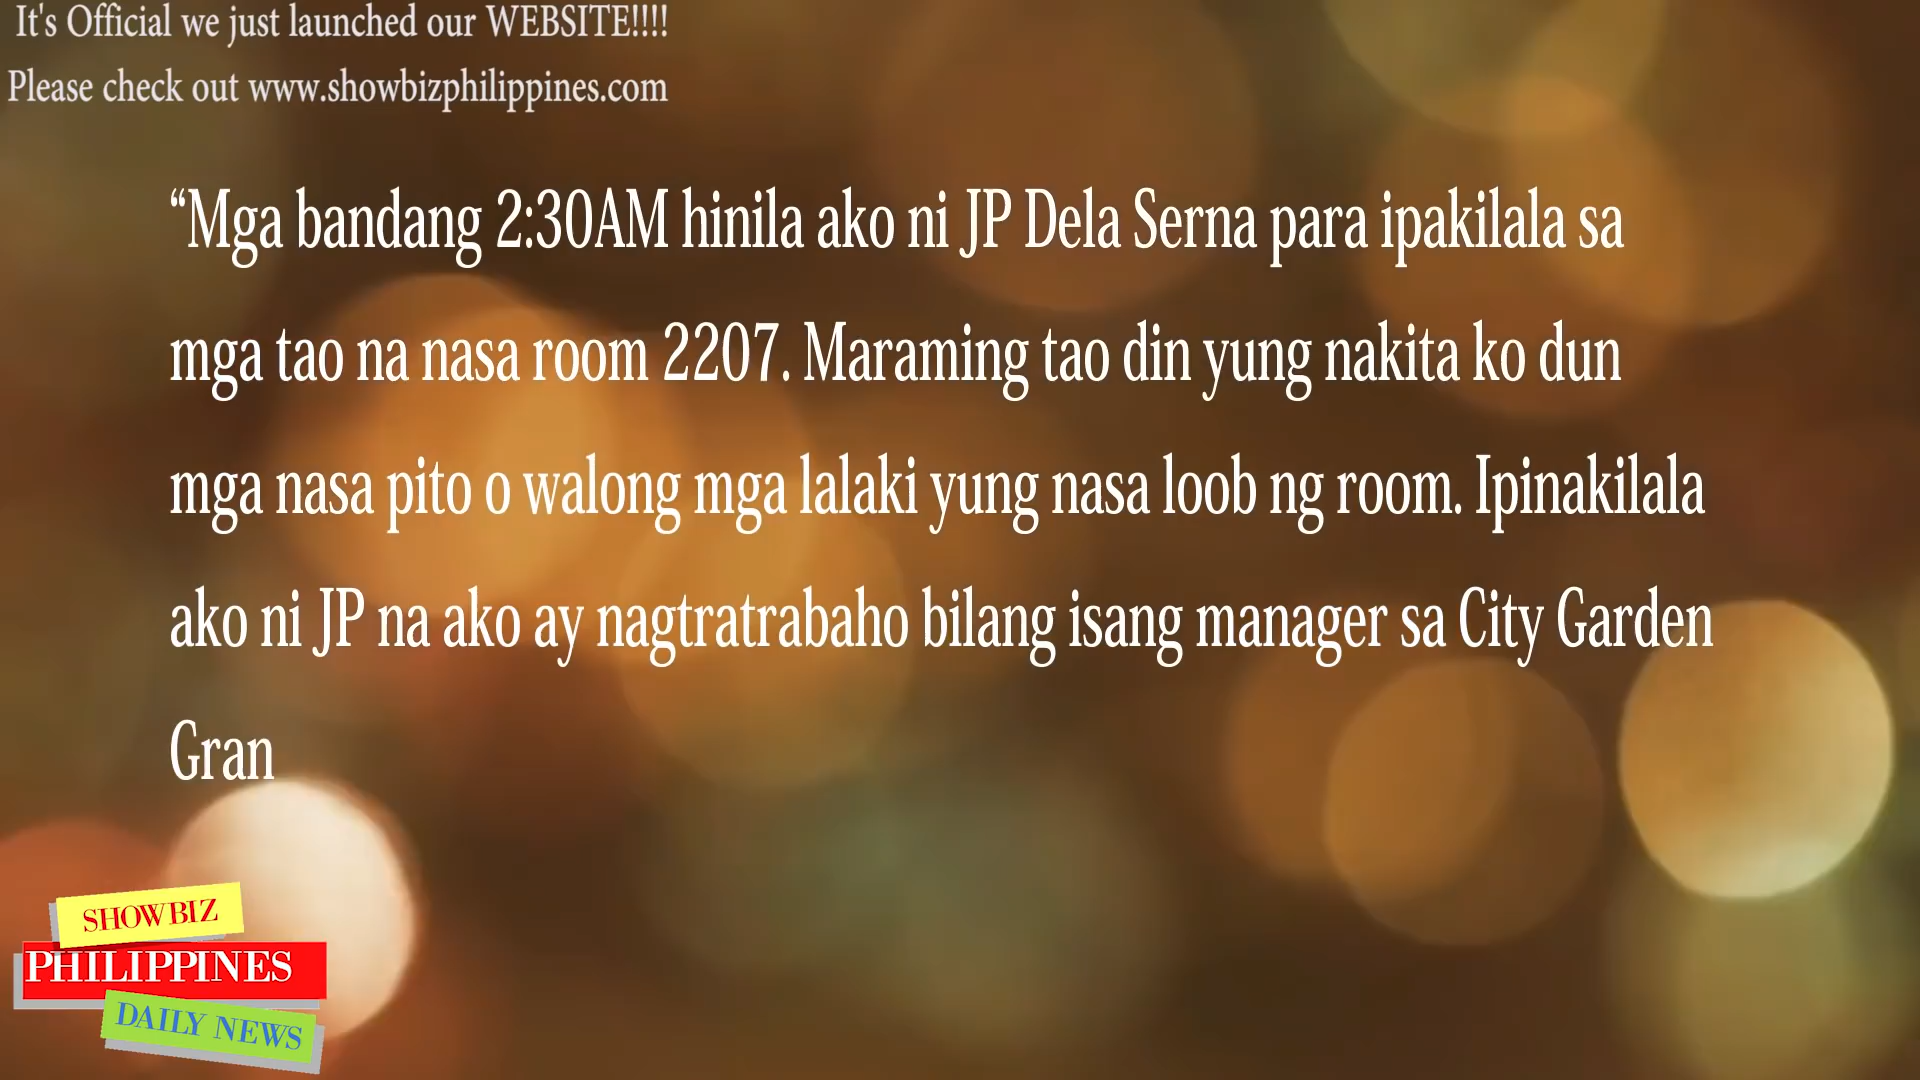 It's Official we just launched our WEBSITE!!!!
Please check out www.showbizphilippines.com
“Mga bandang 2:30AM hinila ako ni JP Dela Serna para ipakilala sa
mga tao na nasa room 2207. Maraming tao din yung nakita ko dun
mga nasa pito o walong mga lalaki yung nasa loob ng room. Ipinakilala
ako ni JP na ako ay nagtratrabaho bilang isang manager sa City Garden
Gran
SHOWBIZ
PHILIPPINES
DAILY NEWS